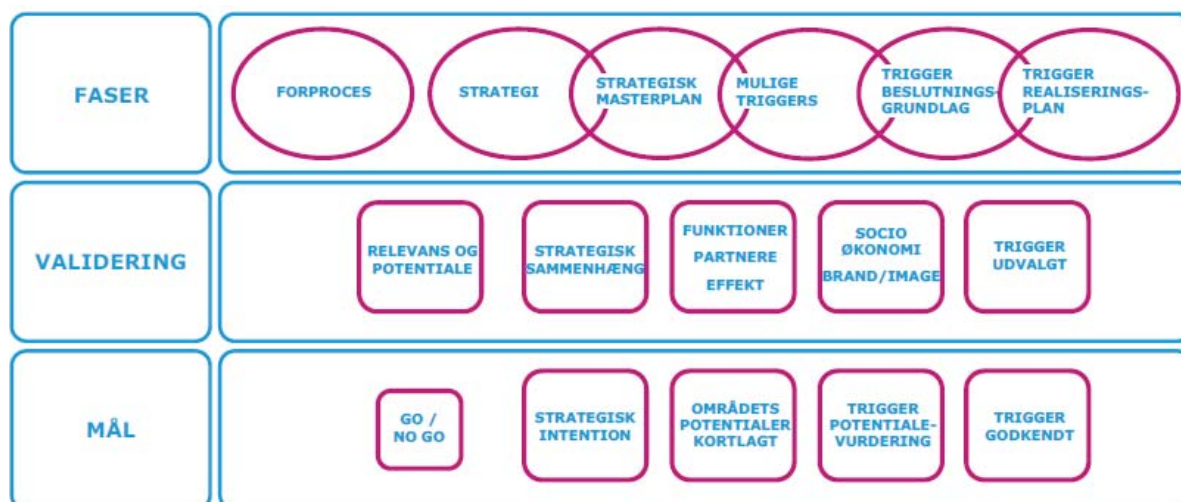 FASER
FORPROCES
STRATEGI
STRATEGISK
MASTERPLAN
MULIGE
TRIGGERS
TRIGGER
BESLUTNINGS-
GRUNDLAG
TRIGGER
REALISERINGS-
PLAN
VALIDERING
RELEVANS OG
POTENTIALE
STRATEGISK
SAMMENHÆNG
FUNKTIONER
PARTNERE
EFFEKT
SOCIO
ØKONOMI
BRAND/IMAGE
TRIGGER
UDVALGT
MÅL
GO /
NO GO
STRATEGISK
INTENTION
OMRÅDETS
POTENTIALER
KORTLAGT
TRIGGER
POTENTIALE-
VURDERING
TRIGGER
GODKENDT